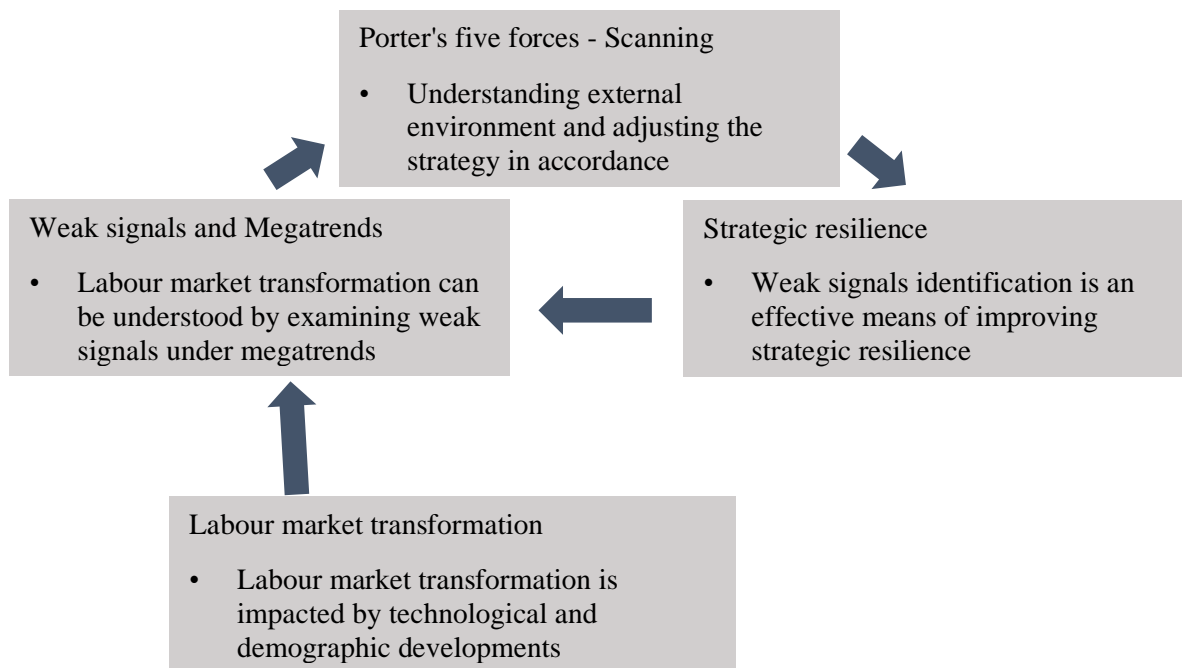 Porter's five forces - Scanning
• Understanding external
environment and adjusting the
strategy in accordance
Weak signals and Megatrends
• Labour market transformation can
be understood by examining weak
signals under megatrends
Strategic resilience
• Weak signals identification is an
effective means of improving
strategic resilience
Labour market transformation
• Labour market transformation is
impacted by technological and
demographic developments